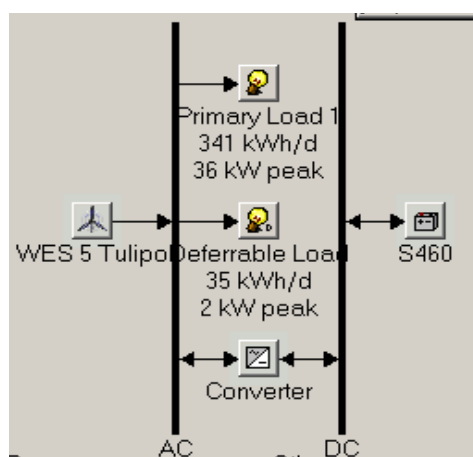 Primary Load 1
341 kWh/d
36 kW peak
WES 5 Tulipo
Deferrable Load
S460
35 kWh/d
2 kW peak
Converter
AC
DC